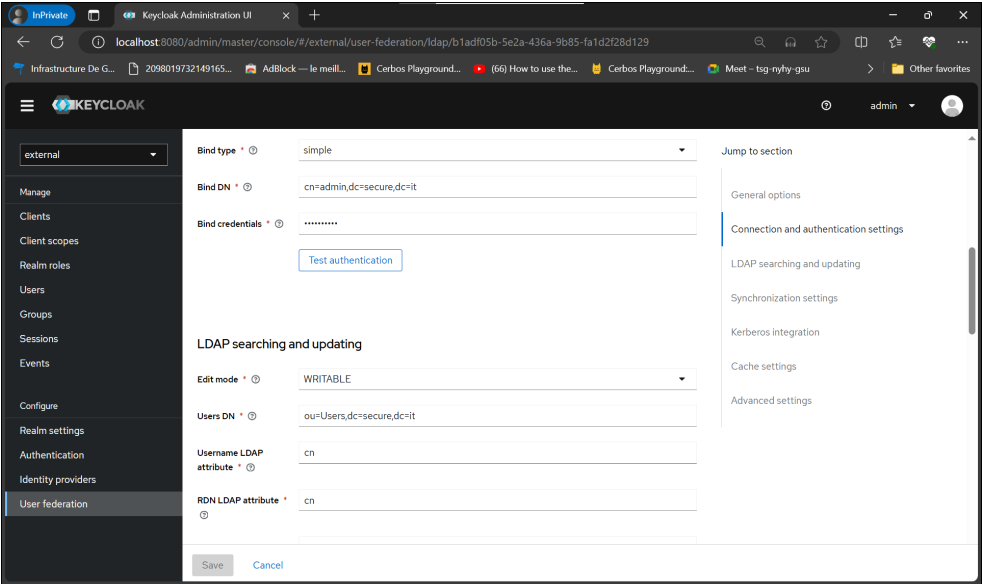 InPrivate
Keycloak Administration UI
localhost:8080/admin/master/console/#/external/user-federation/ldap/b1adf05b-5e2a-436a-9b85-fa1d2f28d129
Infrastructure De G... 2098019732149165... AdBlock — le meill... Cerbos Playground... (66) How to use the... Cerbos Playground:... Meet – tsg-nyhy-gsu Other favorites
KEYCLOAK
admin
external
Manage
Clients
Client scopes
Realm roles
Users
Groups
Sessions
Events
Configure
Realm settings
Authentication
Identity providers
User federation
Bind type * simple
Bind DN * cn=admin,dc=secure,dc=it
Bind credentials * ••••••••••
Test authentication
LDAP searching and updating
Edit mode * WRITABLE
Users DN * ou=Users,dc=secure,dc=it
Username LDAP
attribute * cn
RDN LDAP attribute * cn
Save Cancel
Jump to section
General options
Connection and authentication settings
LDAP searching and updating
Synchronization settings
Kerberos integration
Cache settings
Advanced settings